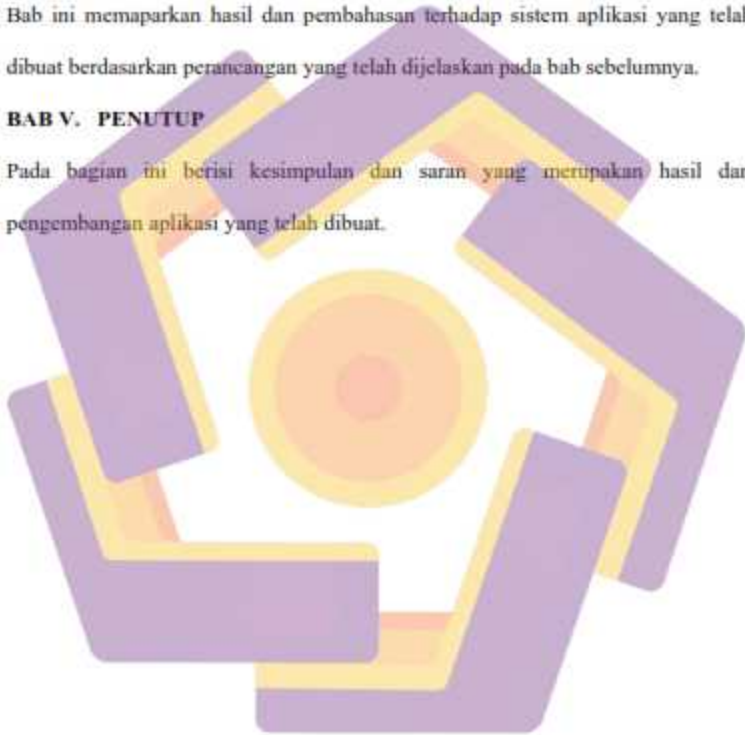 Bab ini memaparkan hasil dan pembahasan terhadap sistem aplikasi yang telah
dibuat berdasarkan perancangan yang telah dijelaskan pada bab sebelumnya.
BAB V. PENUTUP
Pada bagian ini berisi kesimpulan dan saran yang merupakan hasil dari
pengembangan aplikasi yang telah dibuat.